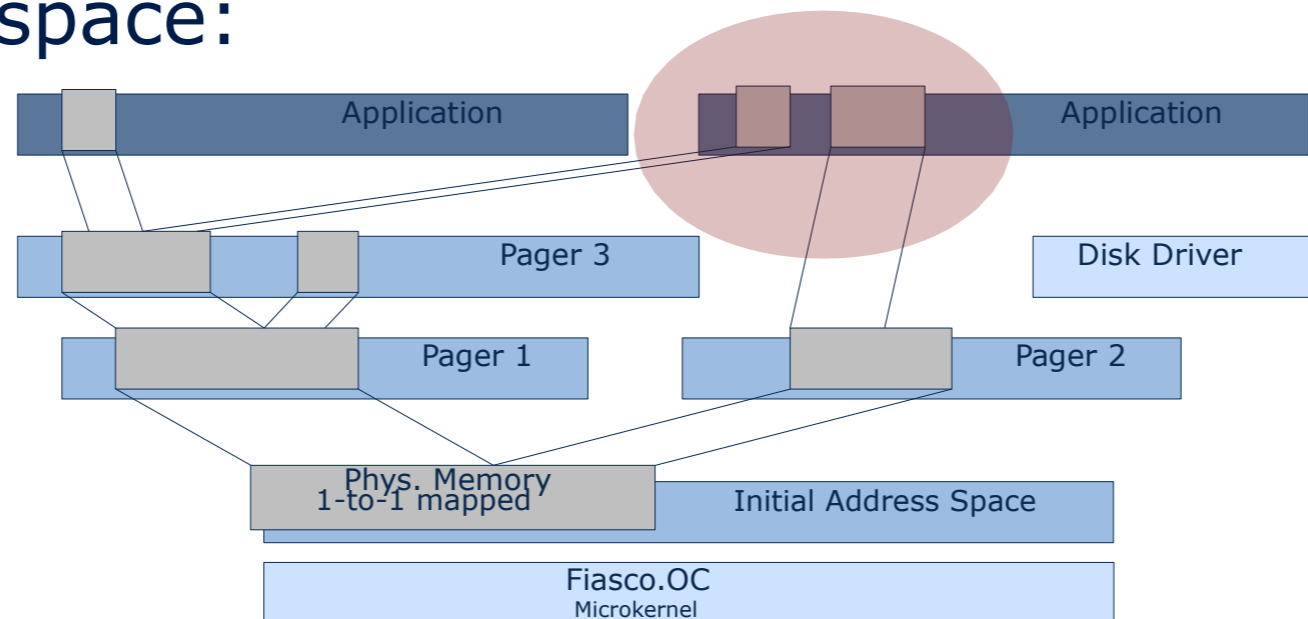 space:
Application
Application
Pager 3
Disk Driver
Pager 1
Pager 2
Phys. Memory
1-to-1 mapped
Initial Address Space
Fiasco.OC
Microkernel